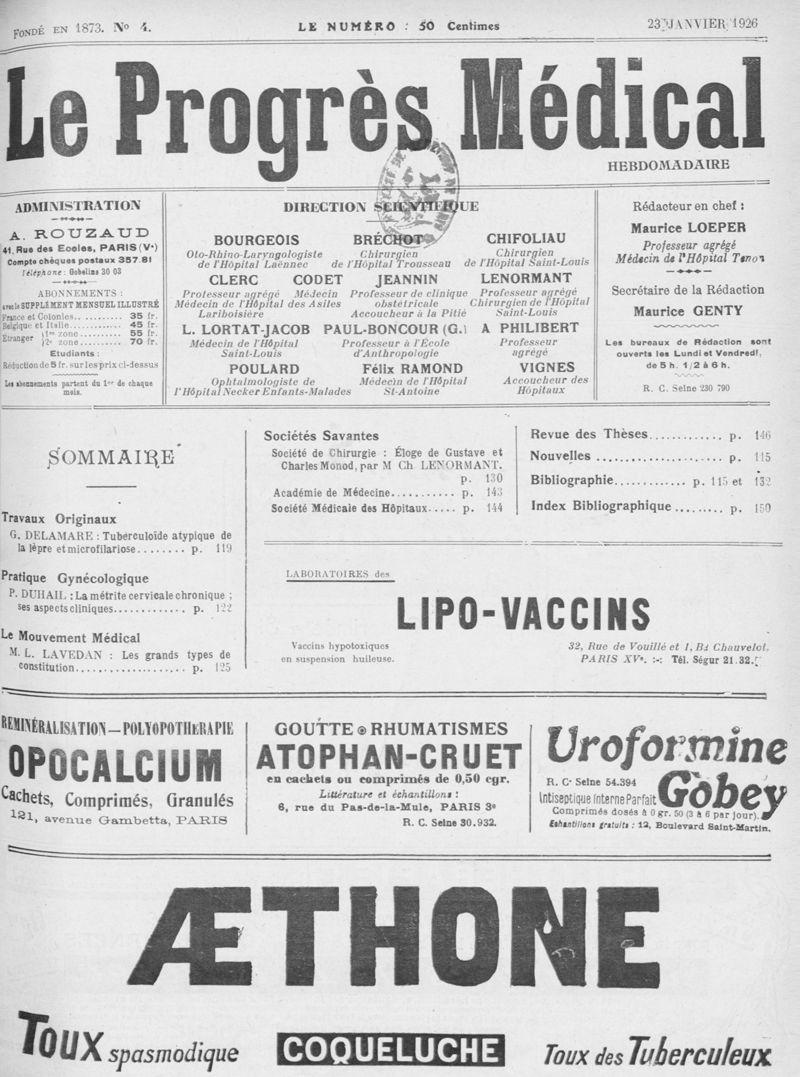 FONDÉ EN 1873. No 4.
LE NUMÉRO : 50 Centimes
23 JANVIER 1926
Le Progrès Médical
HEBDOMADAIRE
ADMINISTRATION
A. ROUZAUD
41, Rue des Ecoles, PARIS (Ve)
Compte chèques postaux 357.81
Téléphone : Gobelins 30 03
ABONNEMENTS :
avec le SUPPLÉMENT MENSUEL ILLUSTRÉ
France et Colonies.......... 35 fr.
Belgique et Italie............ 45 fr.
Etranger (1re zone........... 55 fr.
(2e zone........... 70 fr.
Etudiants :
Réduction de 5 fr. sur les prix ci-dessus
Les abonnements partent du 1er de chaque
mois.
DIRECTION SCIENTIFIQUE
BOURGEOIS
Oto-Rhino-Laryngologiste
de l'Hôpital Laënnec
BRÉCHOT
Chirurgien
de l'Hôpital Trousseau
CHIFOLIAU
Chirurgien
de l'Hôpital Saint-Louis
CLERC
Professeur agrégé
Médecin de l'Hôpital
Lariboisière
CODET
Médecin
des Asiles
JEANNIN
Professeur de clinique
obstétricale
Accoucheur à la Pitié
LENORMANT
Professeur agrégé
Chirurgien de l'Hôpital
Saint-Louis
L. LORTAT-JACOB
Médecin de l'Hôpital
Saint-Louis
PAUL-BONCOUR (G.)
Professeur à l'École
d'Anthropologie
A PHILIBERT
Professeur
agrégé
POULARD
Ophtalmologiste de
l'Hôpital Necker Enfants-Malades
Félix RAMOND
Médecin de l'Hôpital
St-Antoine
VIGNES
Accoucheur des
Hôpitaux
Rédacteur en chef :
Maurice LOEPER
Professeur agrégé
Médecin de l'Hôpital Tenon
Secrétaire de la Rédaction
Maurice GENTY
Les bureaux de Rédaction sont
ouverts les Lundi et Vendredi,
de 5 h. 1/2 à 6 h.
R. C. Seine 230 790
SOMMAIRE
Travaux Originaux
G. DELAMARE : Tuberculoïde atypique de
la lèpre et microfilariose........ p. 119
Pratique Gynécologique
P. DUHAIL : La métrite cervicale chronique ;
ses aspects cliniques............ p. 122
Le Mouvement Médical
M. L. LAVEDAN : Les grands types de
constitution.................. p. 125
Sociétés Savantes
Société de Chirurgie : Éloge de Gustave et
Charles Monod, par M Ch LENORMANT.
p. 130
Académie de Médecine........... p. 143
Société Médicale des Hôpitaux..... p. 144
Revue des Thèses............. p. 146
Nouvelles .................... p. 115
Bibliographie............ p. 115 et 132
Index Bibliographique ......... p. 150
LABORATOIRES des
LIPO-VACCINS
Vaccins hypotoxiques
en suspension huileuse.
32, Rue de Vouillé et 1, Bd Chauvelot.
PARIS XVe. :-: Tél. Ségur 21.32.
REMINÉRALISATION — POLYOPOTHERAPIE
OPOCALCIUM
Cachets, Comprimés, Granulés
121, avenue Gambetta, PARIS
GOUTTE RHUMATISMES
ATOPHAN-CRUET
en cachets ou comprimés de 0,50 cgr.
Littérature et échantillons :
6, rue du Pas-de-la-Mule, PARIS 3e
R. C. Seine 30.932.
Uroformine
R. C. Seine 54.394
Antiseptique Interne Parfait Gobey
Comprimés dosés à 0 gr. 50 (3 à 6 par jour).
Échantillons gratuits : 12, Boulevard Saint-Martin.
ÆTHONE
Toux spasmodique
COQUELUCHE
Toux des Tuberculeux